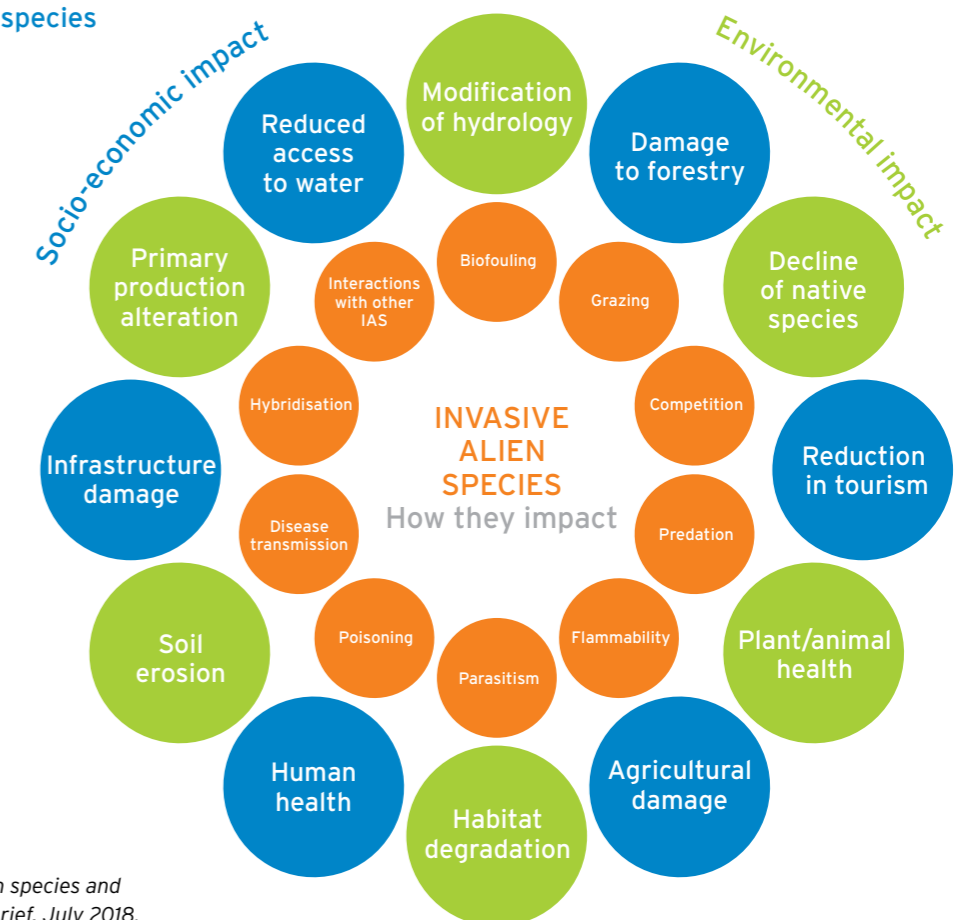 species
Socio-economic impact
Environmental impact
Modification
of hydrology
Damage
to forestry
Decline
of native
species
Reduction
in tourism
Plant/animal
health
Agricultural
damage
Habitat
degradation
Human
health
Soil
erosion
Infrastructure
damage
Primary
production
alteration
Reduced
access
to water
Biofouling
Grazing
Competition
Predation
Flammability
Parasitism
Poisoning
Disease
transmission
Hybridisation
Interactions
with other
IAS
INVASIVE
ALIEN
SPECIES
How they impact
species and
July 2018.